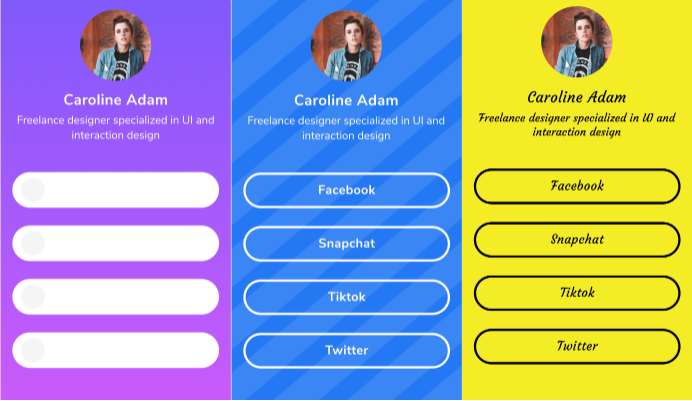 Caroline Adam
Freelance designer specialized in UI and
interaction design
Caroline Adam
Freelance designer specialized in UI and
interaction design
Facebook
Snapchat
Tiktok
Twitter
Caroline Adam
Freelance designer specialized in UI and
interaction design
Facebook
Snapchat
Tiktok
Twitter